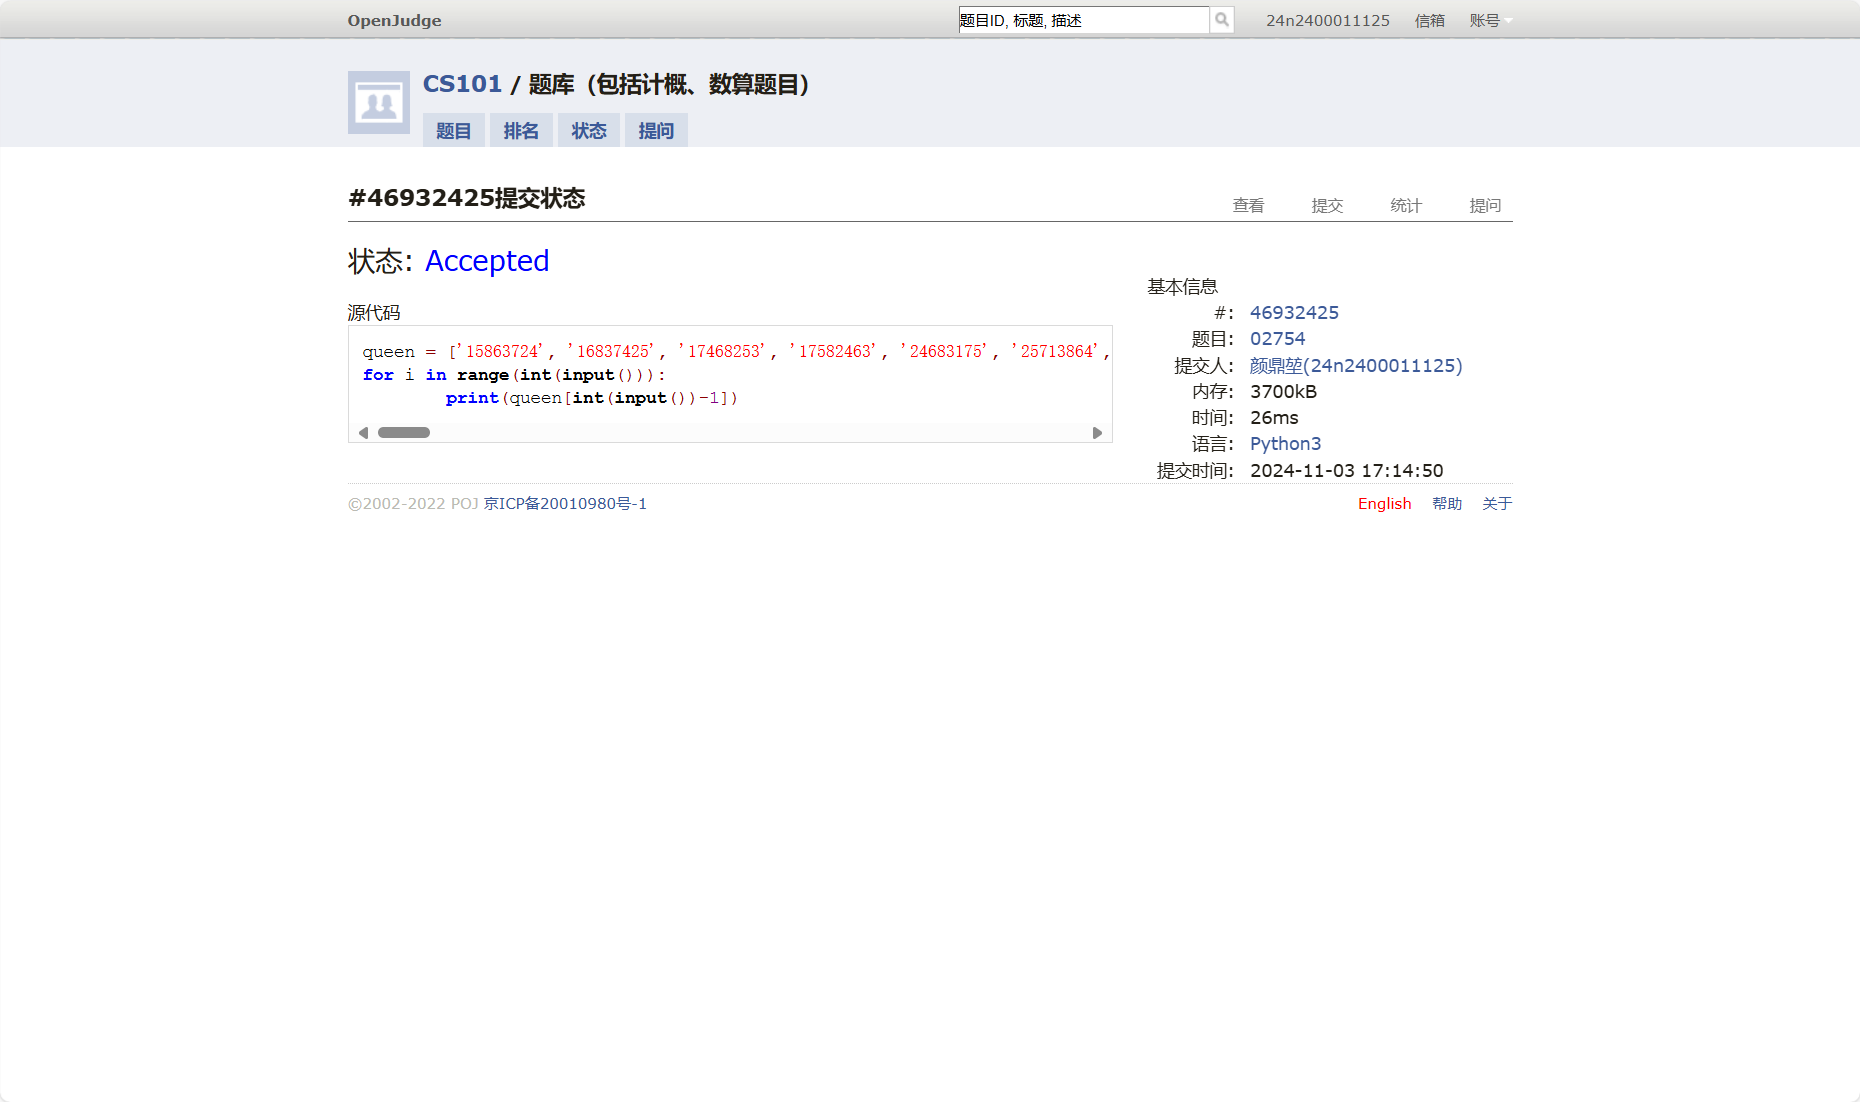 OpenJudge
题目ID, 标题, 描述
24n2400011125 信箱 账号
CS101 / 题库（包括计概、数算题目）
题目 排名 状态 提问
#46932425提交状态
查看 提交 统计 提问
状态: Accepted
源代码
queen = ['15863724', '16837425', '17468253', '17582463', '24683175', '25713864',
for i in range(int(input())):
        print(queen[int(input())-1])
基本信息
#: 46932425
题目: 02754
提交人: 颜鼎堃(24n2400011125)
内存: 3700kB
时间: 26ms
语言: Python3
提交时间: 2024-11-03 17:14:50
©2002-2022 POJ 京ICP备20010980号-1
English 帮助 关于